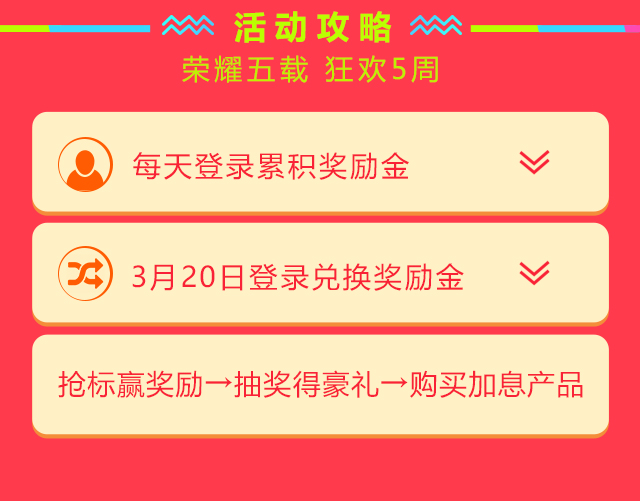 活动攻略
荣耀五载 狂欢5周
每天登录累积奖励金
3月20日登录兑换奖励金
抢标赢奖励→抽奖得豪礼→购买加息产品